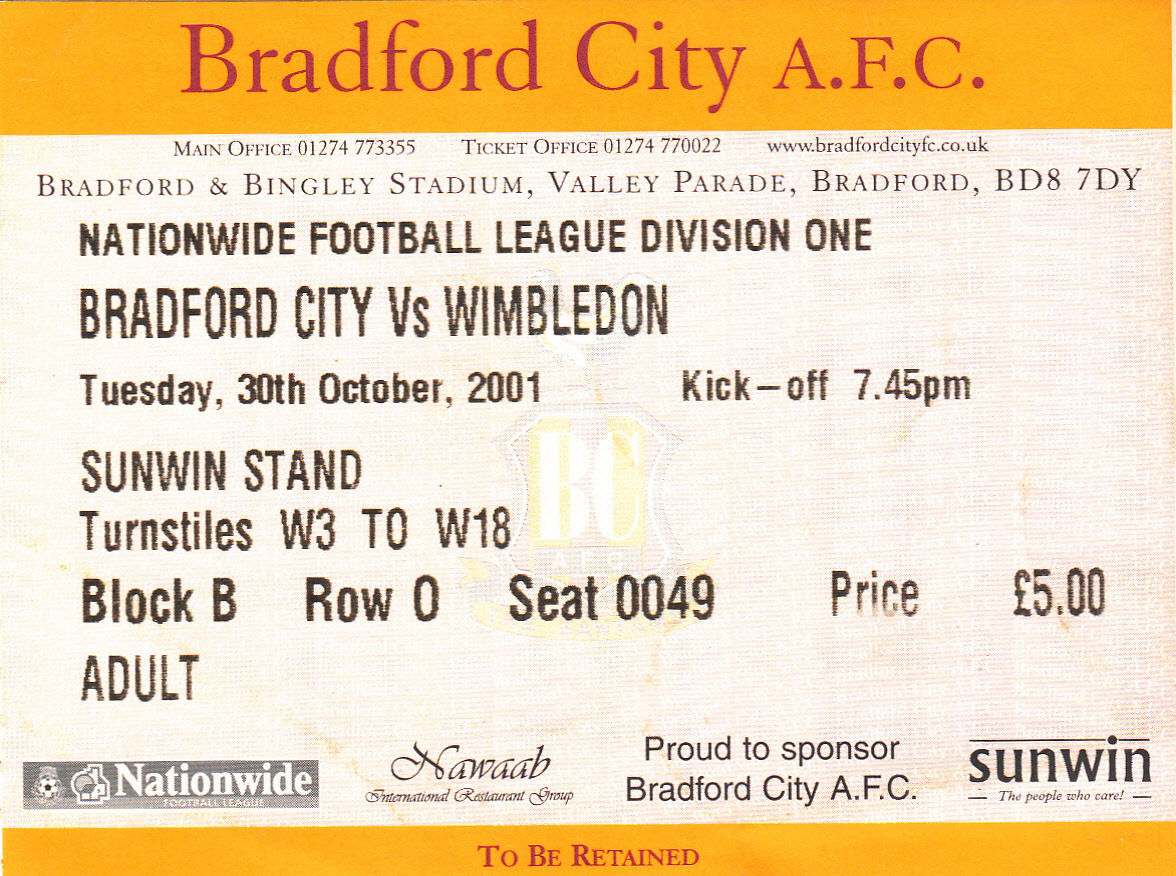 Bradford City A.F.C.
MAIN OFFICE 01274 773355 TICKET OFFICE 01274 770022 www.bradfordcityfc.co.uk
BRADFORD & BINGLEY STADIUM, VALLEY PARADE, BRADFORD, BD8 7DY
NATIONWIDE FOOTBALL LEAGUE DIVISION ONE
BRADFORD CITY Vs WIMBLEDON
Tuesday, 30th October, 2001 Kick-off 7.45pm
SUNWIN STAND
Turnstiles W3 TO W18
Block B Row O Seat 0049 Price £5.00
ADULT
BC
A.F.C.
Nationwide
FOOTBALL LEAGUE
Nawaab
International Restaurant Group
Proud to sponsor
Bradford City A.F.C.
sunwin
The people who care!
TO BE RETAINED